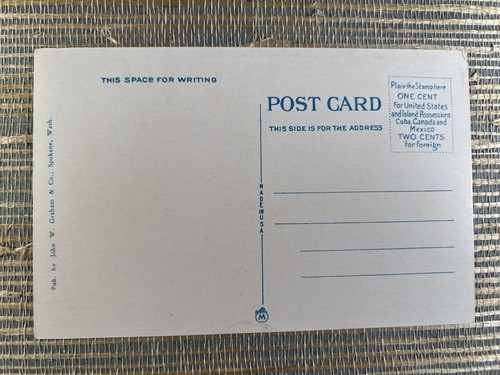 THIS SPACE FOR WRITING
POST CARD
THIS SIDE IS FOR THE ADDRESS
Place the Stamp here
ONE CENT
For United States
and Island Possessions
Cuba, Canada and
Mexico
TWO CENTS
for foreign
Pub. by John W. Graham & Co., Spokane, Wash.
MADE IN USA
M